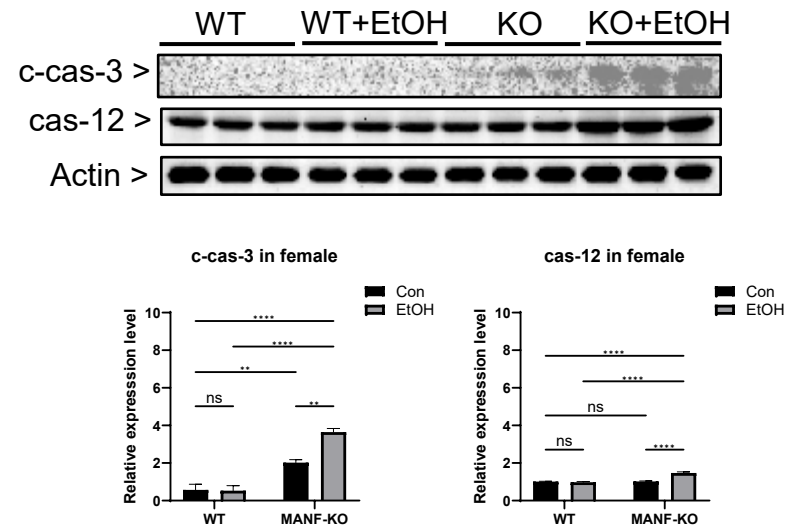 WT WT+EtOH KO KO+EtOH
c-cas-3 >
cas-12 >
Actin >
c-cas-3 in female
Con
EtOH
Relative expresssion level
10
8
6
4
2
0
****
****
**
ns
**
WT MANF-KO
cas-12 in female
Con
EtOH
Relative expresssion level
10
8
6
4
2
0
****
****
ns
ns
****
WT MANF-KO